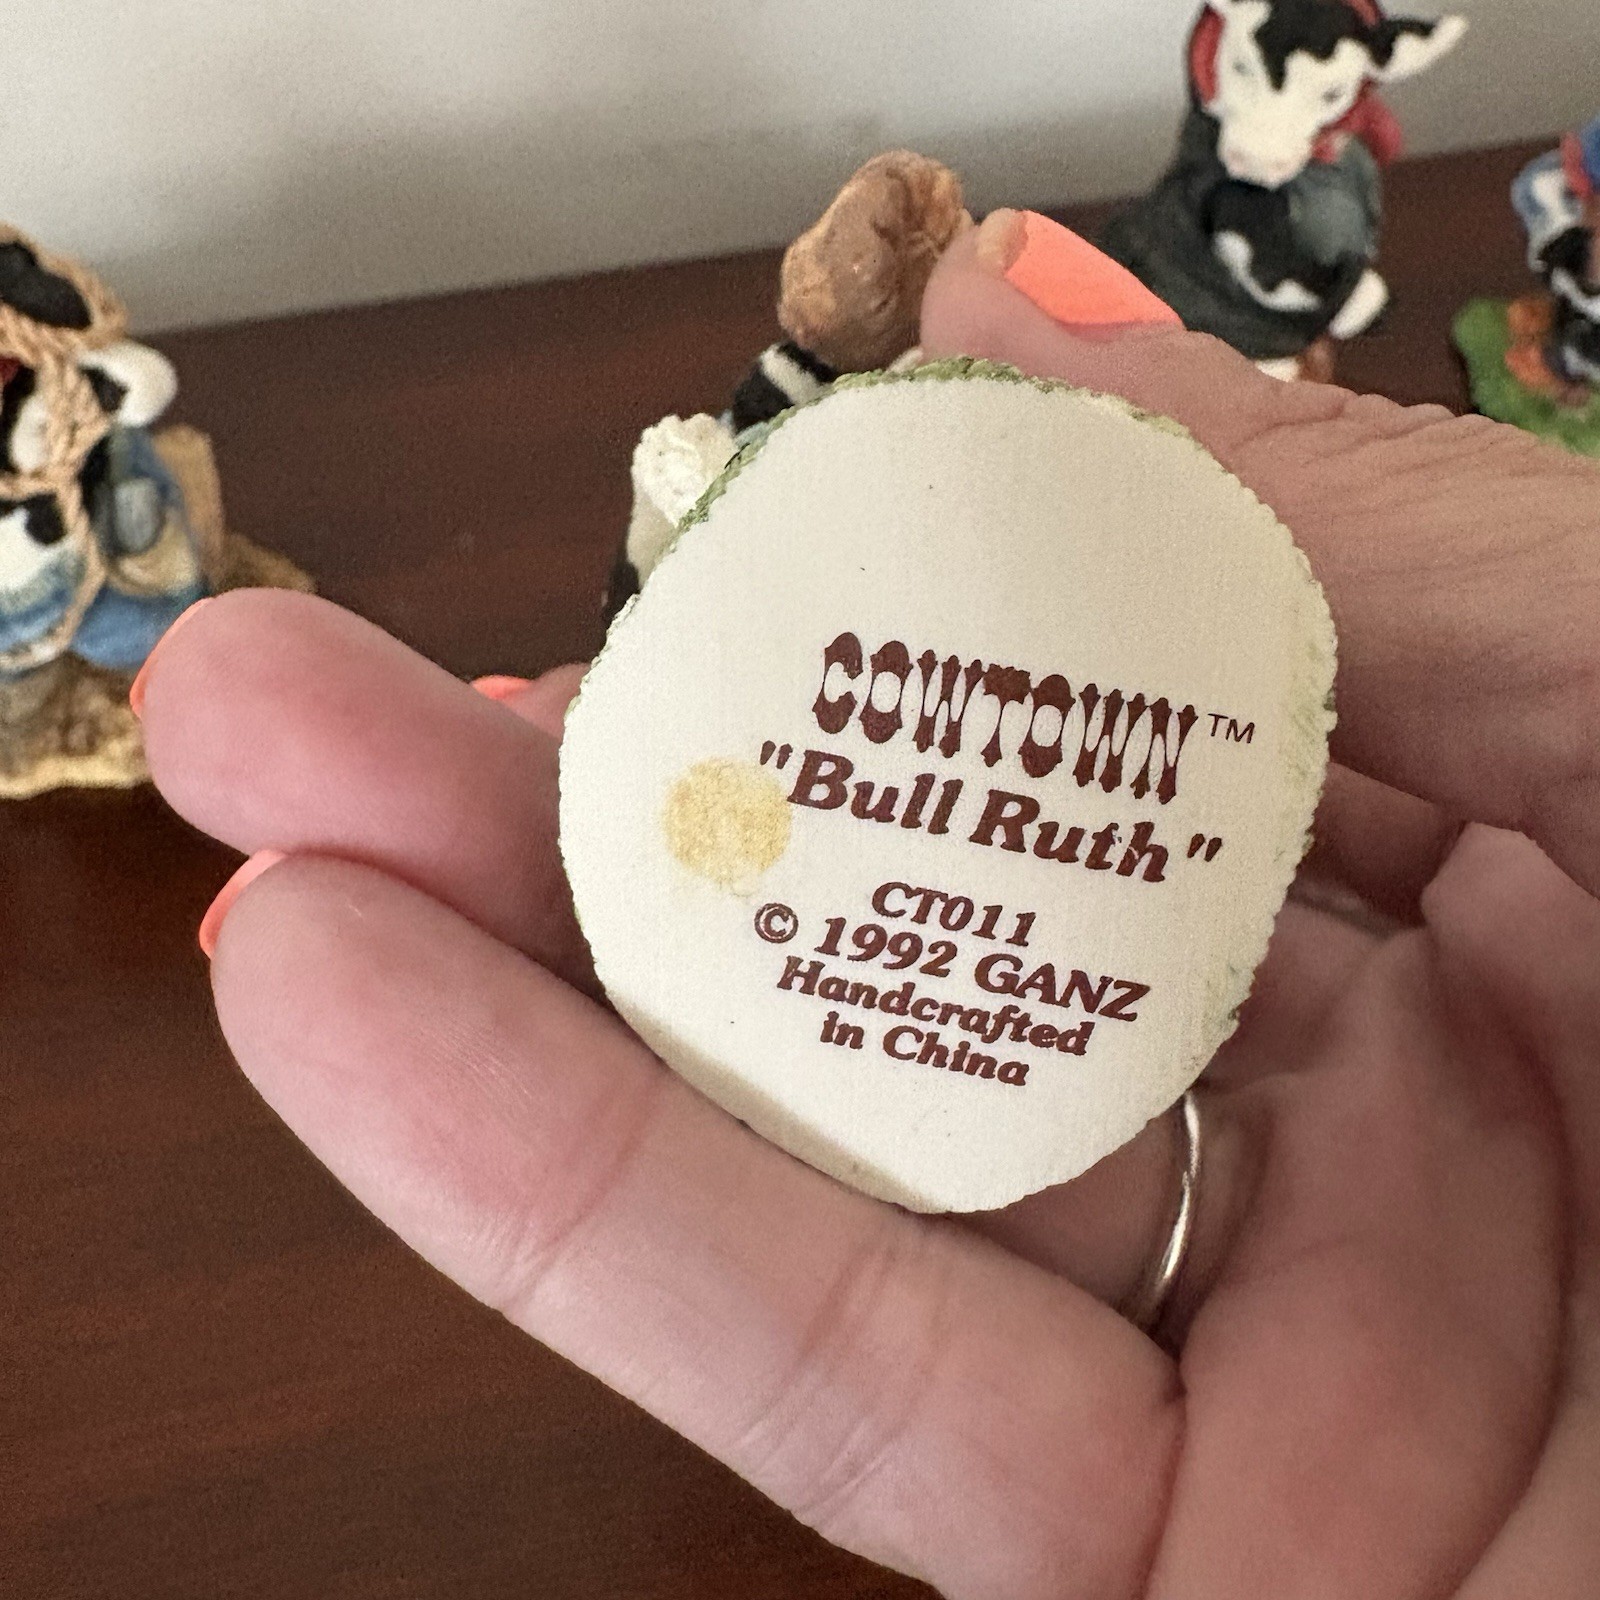 COWTOWN™
"Bull Ruth"
CT011
© 1992 GANZ
Handcrafted
in China